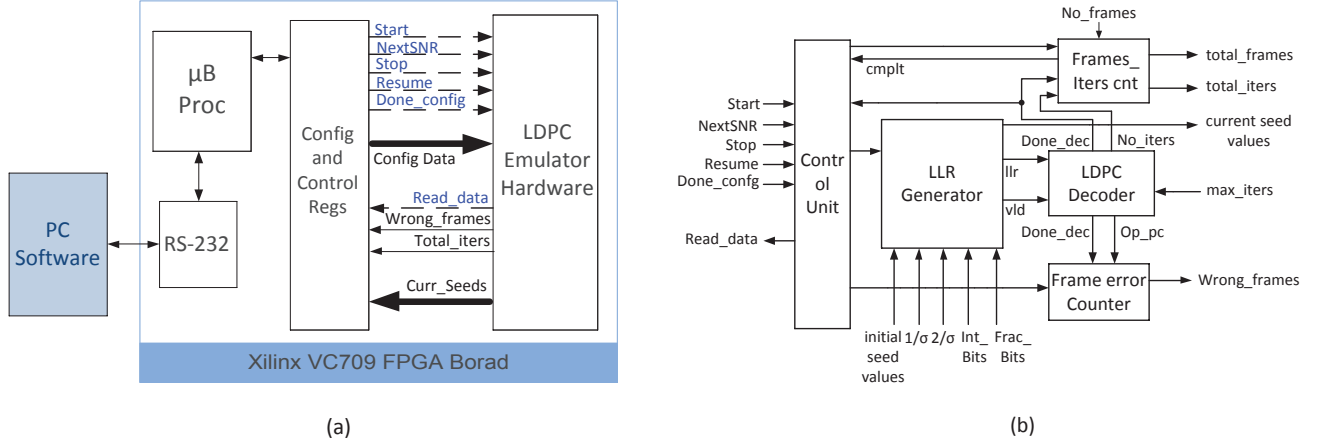 Start
NextSNR
Stop
Resume
Done_config
µB
Proc
Config
and
Control
Regs
LDPC
Emulator
Hardware
Config Data
Read_data
Wrong_frames
Total_iters
Curr_Seeds
PC
Software
RS-232
Xilinx VC709 FPGA Borad
(a)
No_frames
cmplt
Frames_
Iters cnt
total_frames
total_iters
Start
NextSNR
Stop
Resume
Done_confg
Read_data
Contr
ol
Unit
LLR
Generator
current seed
values
Done_dec
No_iters
llr
vld
LDPC
Decoder
max_iters
Done_dec
Op_pc
Frame error
Counter
Wrong_frames
initial
seed
values
1/σ
2/σ
Int_
Bits
Frac_
Bits
(b)